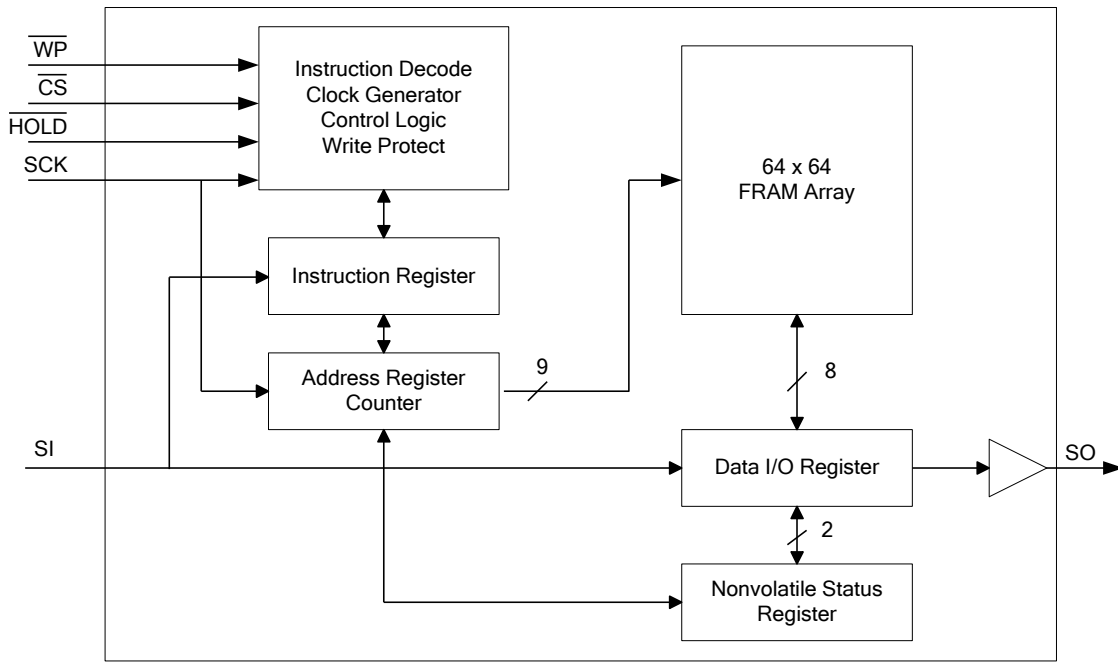 WP
CS
HOLD
SCK
Instruction Decode
Clock Generator
Control Logic
Write Protect
64 x 64
FRAM Array
Instruction Register
Address Register
Counter
9
8
SI
Data I/O Register
SO
2
Nonvolatile Status
Register